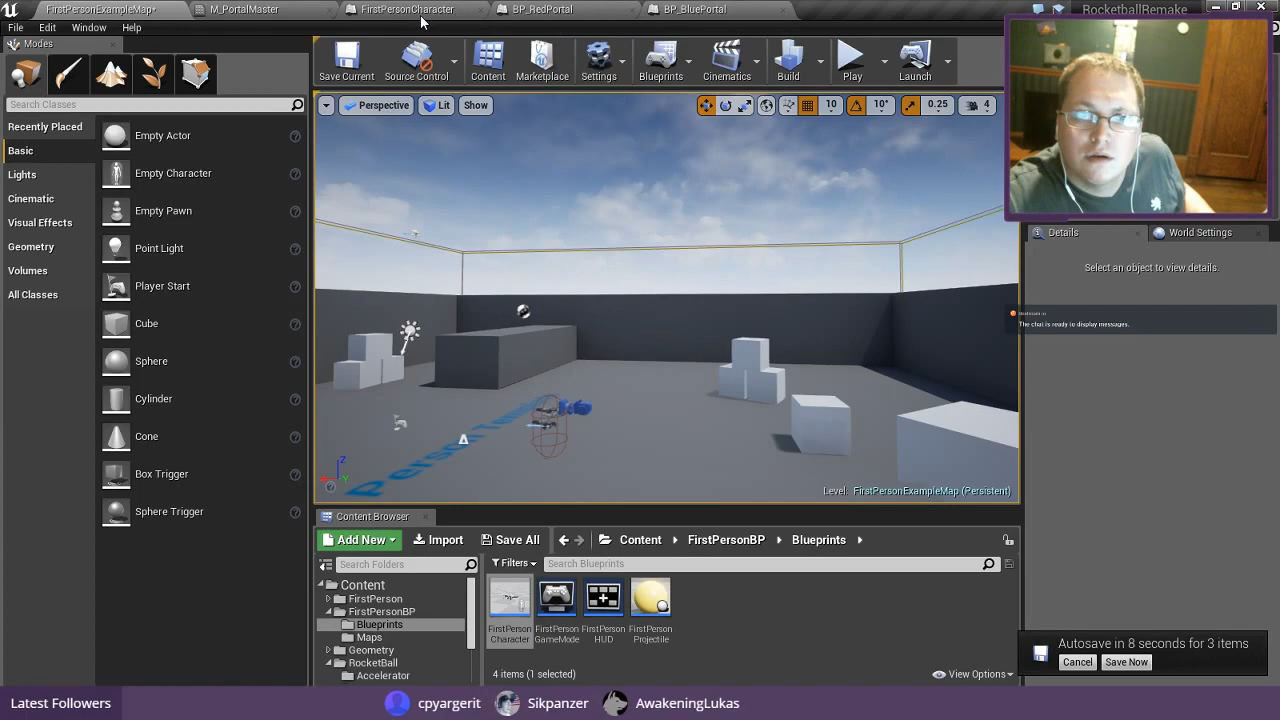 FirstPersonExampleMap*
M_PortalMaster
FirstPersonCharacter
BP_RedPortal
BP_BluePortal
RocketballRemake
File Edit Window Help
Modes
Save Current
Source Control
Content
Marketplace
Settings
Blueprints
Cinematics
Build
Play
Launch
Search Classes
Recently Placed
Basic
Lights
Cinematic
Visual Effects
Geometry
Volumes
All Classes
Empty Actor
Empty Character
Empty Pawn
Point Light
Player Start
Cube
Sphere
Cylinder
Cone
Box Trigger
Sphere Trigger
Perspective Lit Show
10 10° 0.25 4
Level: FirstPersonExampleMap (Persistent)
Details World Settings
Select an object to view details.
The chat is ready to display messages.
Content Browser
Add New Import Save All Content FirstPersonBP Blueprints
Search Folders
Filters Search Blueprints
Content
FirstPerson
FirstPersonBP
Blueprints
Maps
Geometry
RocketBall
Accelerator
FirstPerson
Character
FirstPerson
GameMode
FirstPerson
HUD
FirstPerson
Projectile
4 items (1 selected)
View Options
Autosave in 8 seconds for 3 items
Cancel Save Now
Latest Followers cpyargerit Sikpanzer AwakeningLukas